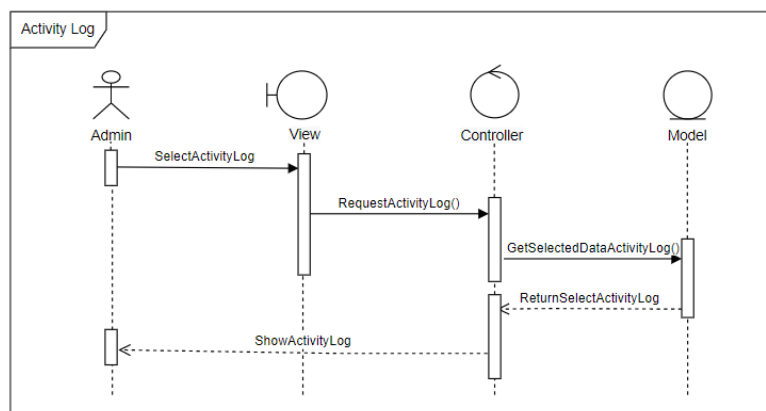 Activity Log
Admin
View
Controller
Model
SelectActivityLog
RequestActivityLog()
GetSelectedDataActivityLog()
ReturnSelectActivityLog
ShowActivityLog